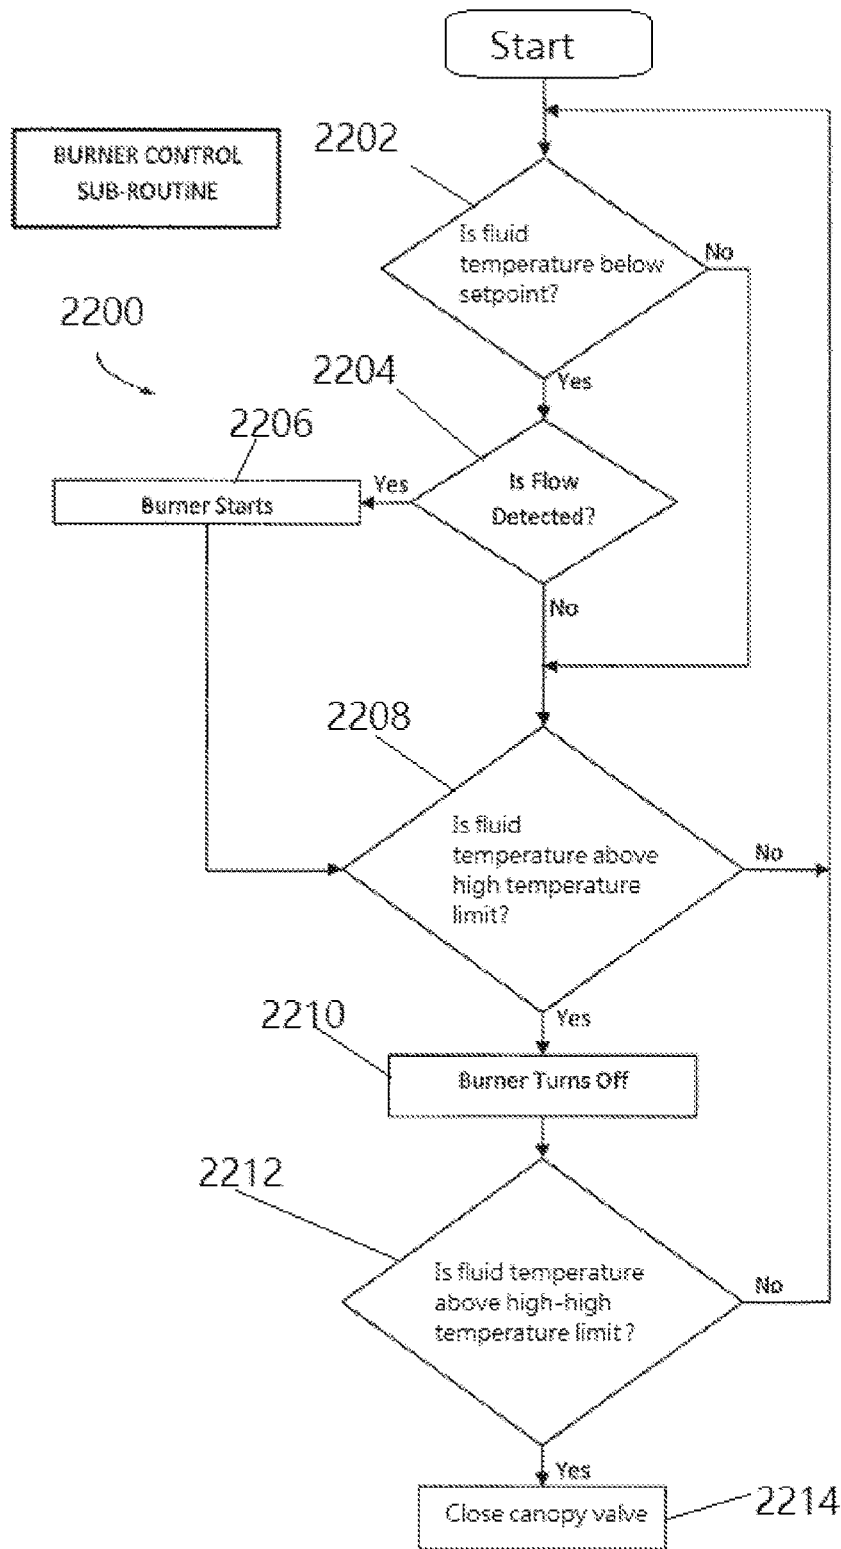 Start
BURNER CONTROL
SUB-ROUTINE
2202
Is fluid
temperature below
setpoint?
No
2200
2204
Yes
2206
Is Flow
Detected?
Yes
Burner Starts
No
2208
Is fluid
temperature above
high temperature
limit?
No
2210
Yes
Burner Turns Off
2212
Is fluid temperature
above high-high
temperature limit?
No
Yes
Close canopy valve
2214